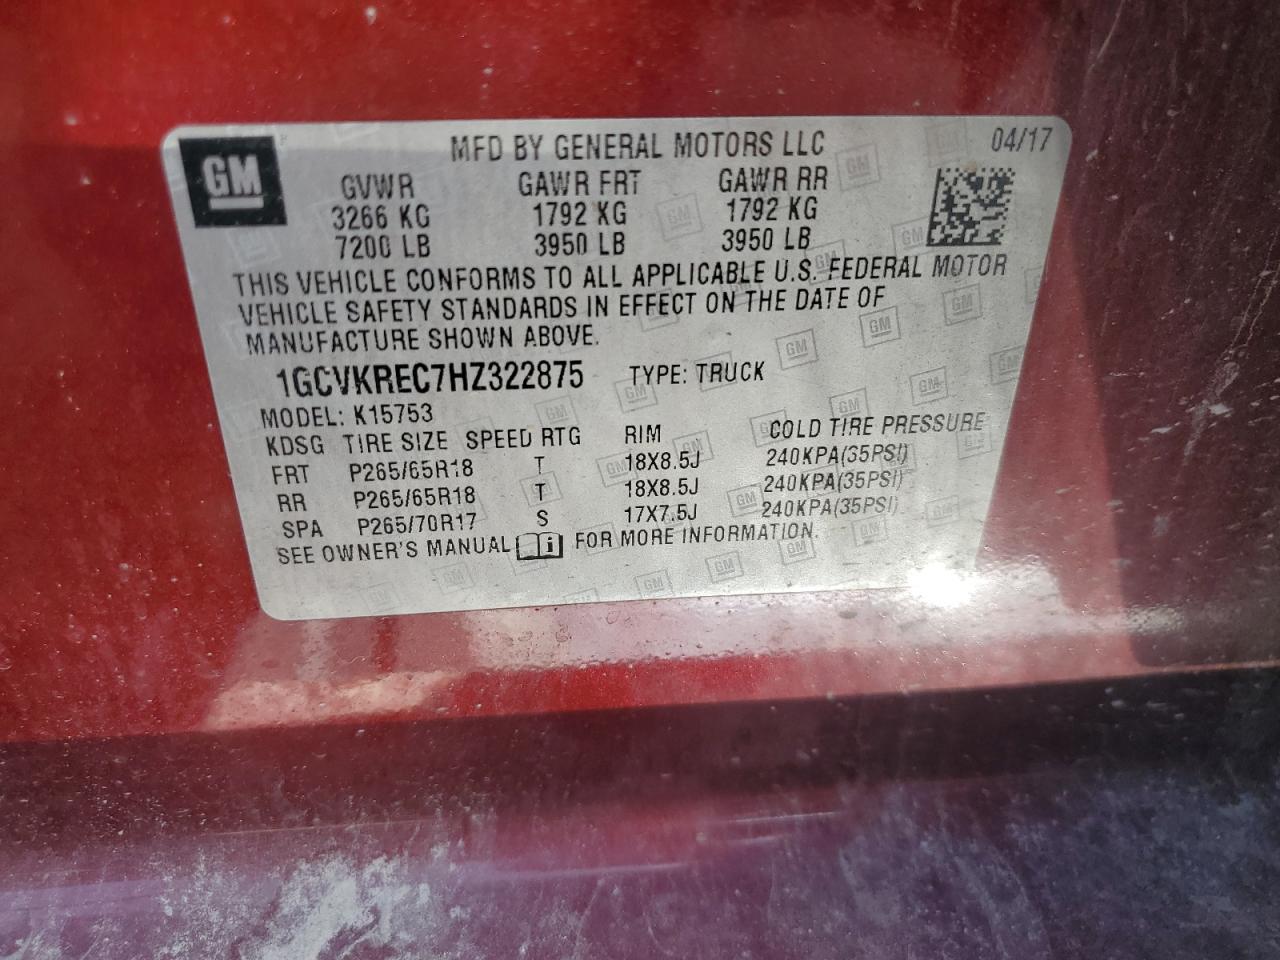 GM
MFD BY GENERAL MOTORS LLC 04/17
GVWR GAWR FRT GAWR RR
3266 KG 1792 KG 1792 KG
7200 LB 3950 LB 3950 LB
THIS VEHICLE CONFORMS TO ALL APPLICABLE U.S. FEDERAL MOTOR
VEHICLE SAFETY STANDARDS IN EFFECT ON THE DATE OF
MANUFACTURE SHOWN ABOVE.
1GCVKREC7HZ322875 TYPE: TRUCK
MODEL: K15753
KDSG TIRE SIZE SPEED RTG RIM COLD TIRE PRESSURE
FRT P265/65R18 T 18X8.5J 240KPA(35PSI)
RR P265/65R18 T 18X8.5J 240KPA(35PSI)
SPA P265/70R17 S 17X7.5J 240KPA(35PSI)
SEE OWNER'S MANUAL i FOR MORE INFORMATION.